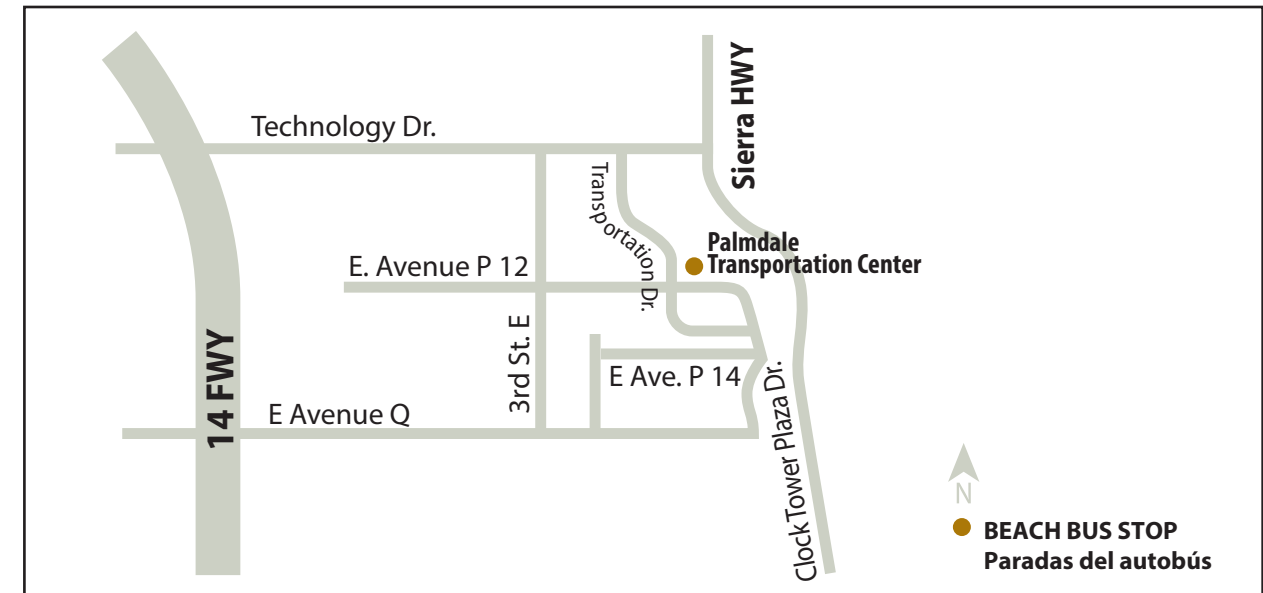 Technology Dr.
Sierra HWY
Transportation Dr.
Palmdale
Transportation Center
E. Avenue P 12
3rd St. E
14 FWY
E Ave. P 14
E Avenue Q
Clock Tower Plaza Dr.
N
BEACH BUS STOP
Paradas del autobús